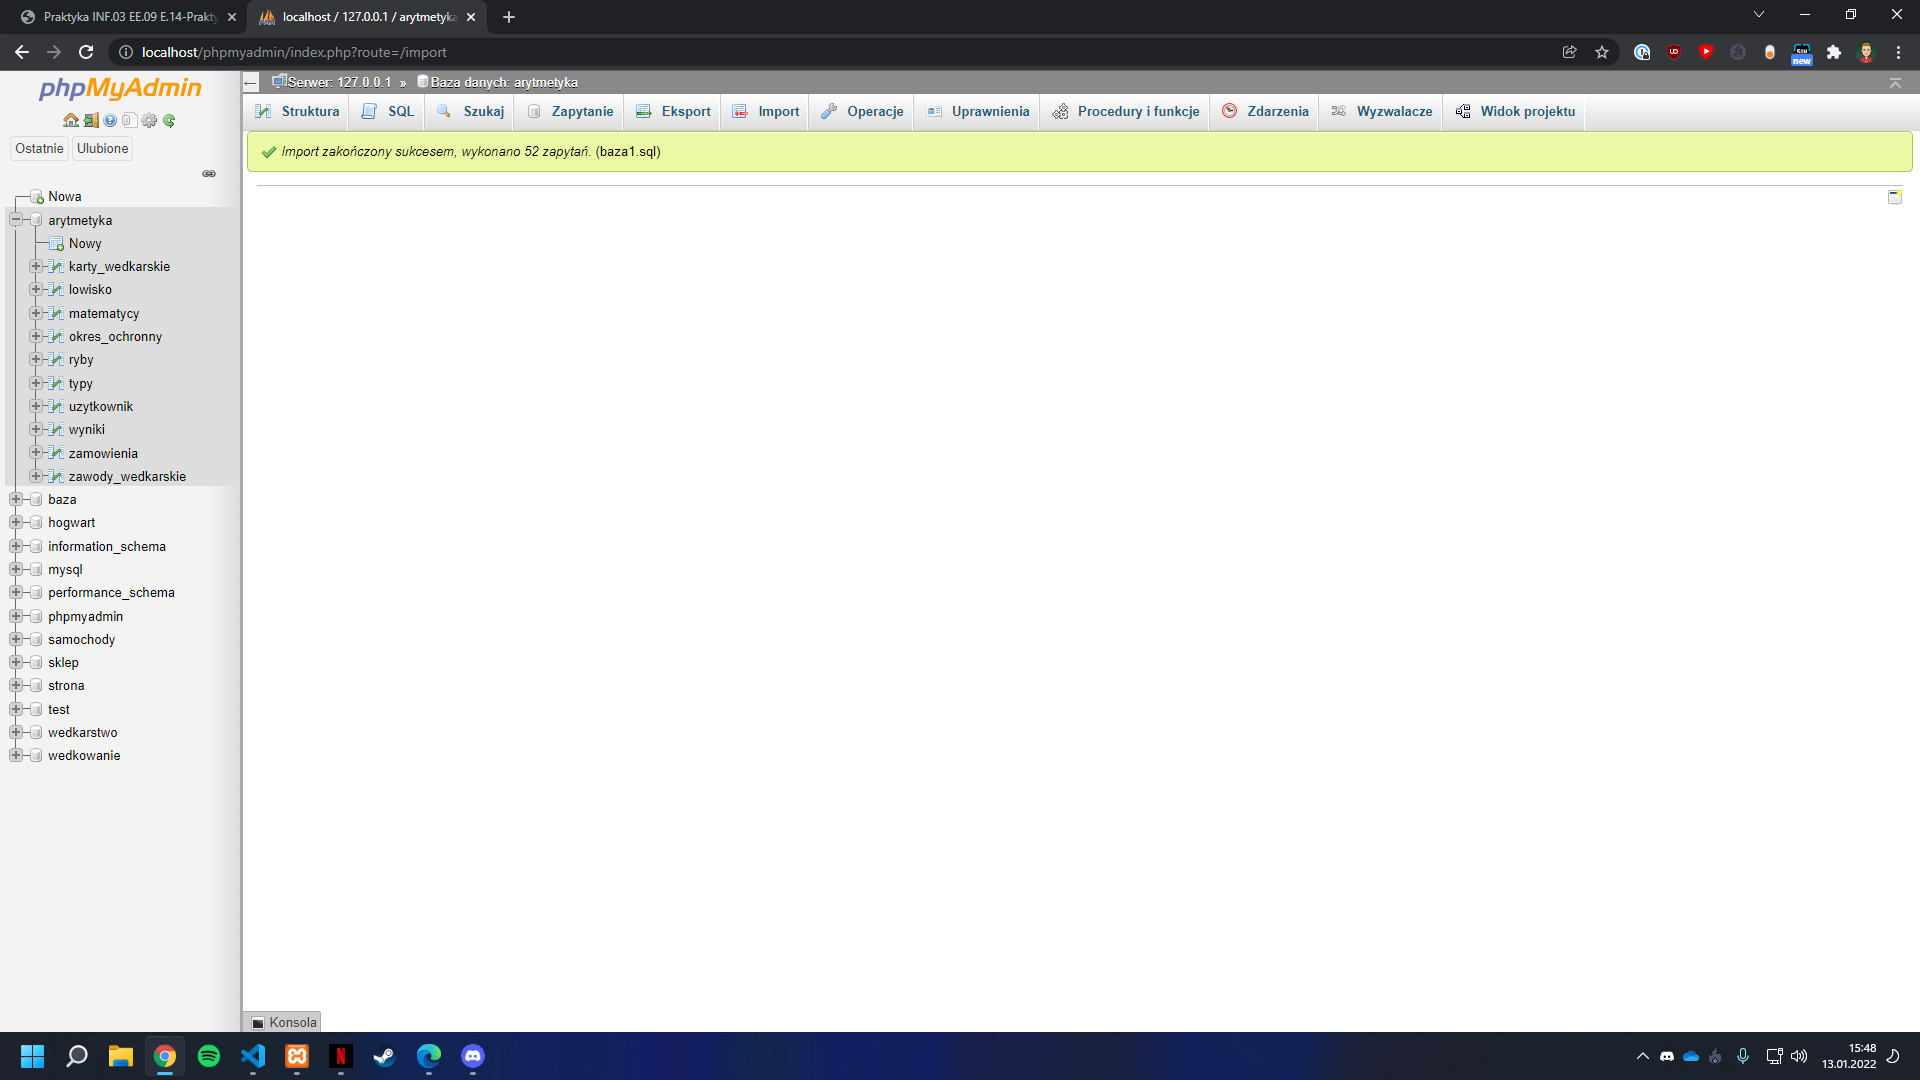 Praktyka INF.03 EE.09 E.14-Prakty
localhost / 127.0.0.1 / arytmetyka
localhost/phpmyadmin/index.php?route=/import
new
phpMyAdmin
Ostatnie
Ulubione
Nowa
arytmetyka
Nowy
karty_wedkarskie
lowisko
matematycy
okres_ochronny
ryby
typy
uzytkownik
wyniki
zamowienia
zawody_wedkarskie
baza
hogwart
information_schema
mysql
performance_schema
phpmyadmin
samochody
sklep
strona
test
wedkarstwo
wedkowanie
Serwer: 127.0.0.1 » Baza danych: arytmetyka
Struktura
SQL
Szukaj
Zapytanie
Eksport
Import
Operacje
Uprawnienia
Procedury i funkcje
Zdarzenia
Wyzwalacze
Widok projektu
Import zakończony sukcesem, wykonano 52 zapytań. (baza1.sql)
Konsola
15:48
13.01.2022